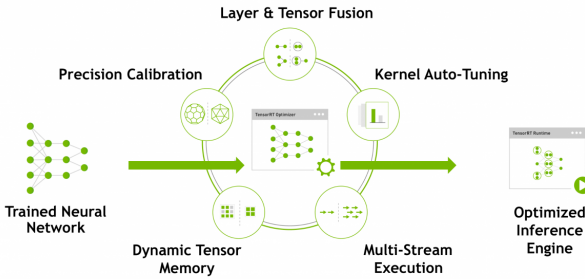 Layer & Tensor Fusion
Precision Calibration
Kernel Auto-Tuning
TensorRT Optimizer
TensorRT Runtime
Trained Neural
Network
Optimized
Inference
Engine
Dynamic Tensor
Memory
Multi-Stream
Execution